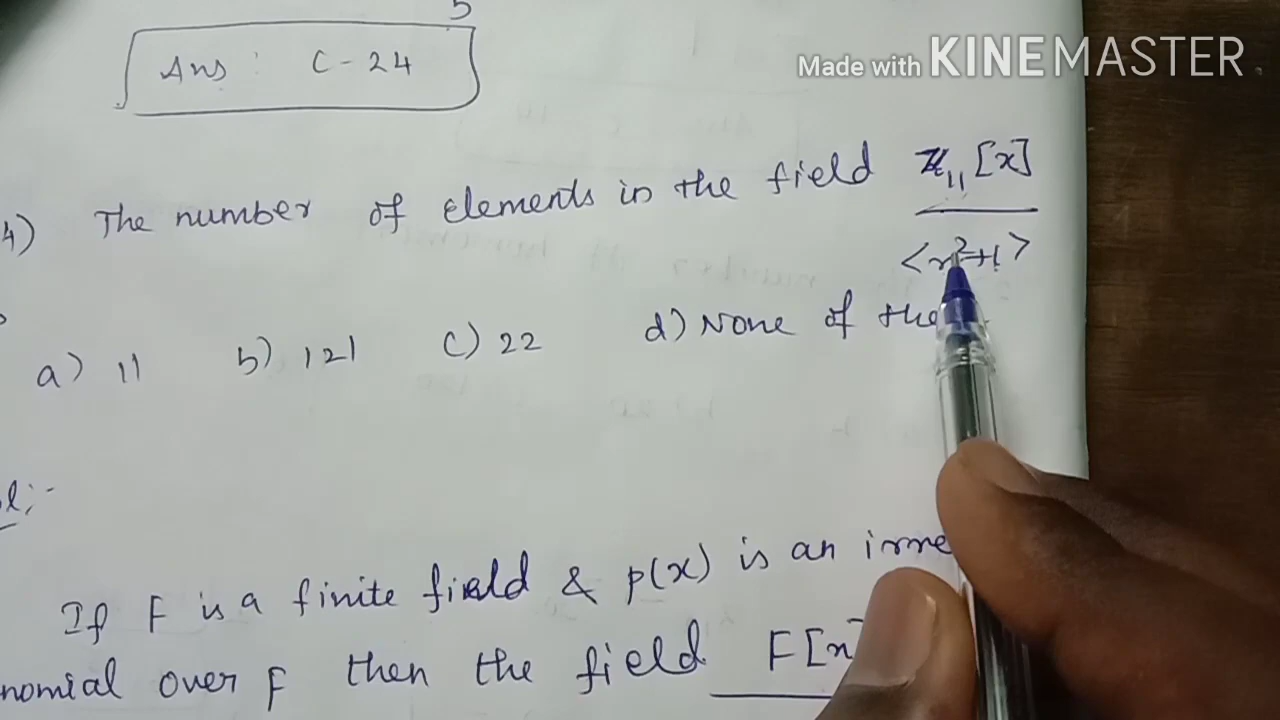 5
Ans : C - 24
Made with KINEMASTER
4) The number of elements in the field ℤ₁₁[x]
<x²+1>
a) 11 b) 121 c) 22 d) None of the
If F is a finite field & p(x) is an irre
nomial over F then the field F[x]